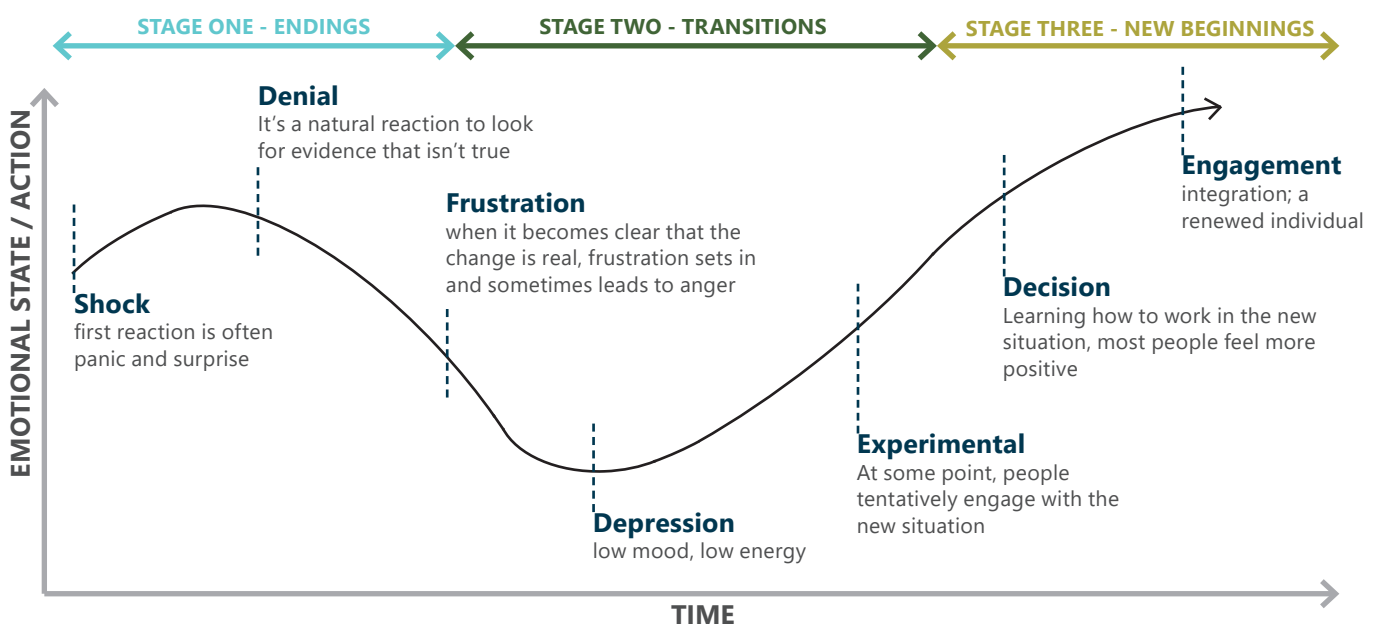 STAGE ONE - ENDINGS
STAGE TWO - TRANSITIONS
STAGE THREE - NEW BEGINNINGS
EMOTIONAL STATE / ACTION
Shock
first reaction is often
panic and surprise
Denial
It's a natural reaction to look
for evidence that isn't true
Frustration
when it becomes clear that the
change is real, frustration sets in
and sometimes leads to anger
Depression
low mood, low energy
Experimental
At some point, people
tentatively engage with the
new situation
Decision
Learning how to work in the new
situation, most people feel more
positive
Engagement
integration; a
renewed individual
TIME